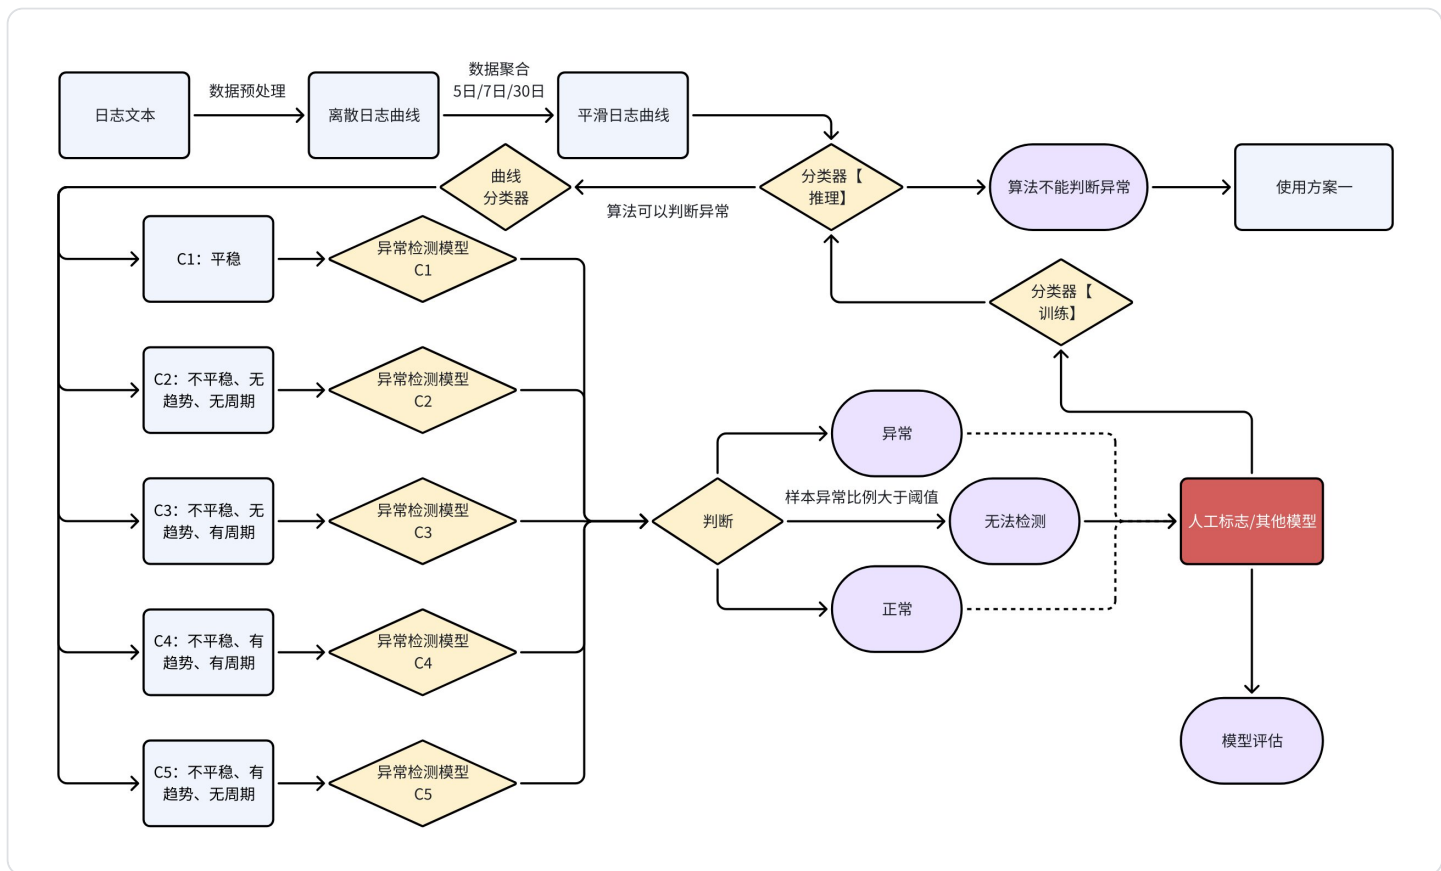 日志文本
数据预处理
离散日志曲线
数据聚合
5日/7日/30日
平滑日志曲线
曲线
分类器
算法可以判断异常
分类器【
推理】
算法不能判断异常
使用方案一
C1：平稳
异常检测模型
C1
分类器【
训练】
C2：不平稳、无
趋势、无周期
异常检测模型
C2
异常
C3：不平稳、无
趋势、有周期
异常检测模型
C3
判断
样本异常比例大于阈值
无法检测
人工标志/其他模型
正常
C4：不平稳、有
趋势、有周期
异常检测模型
C4
C5：不平稳、有
趋势、无周期
异常检测模型
C5
模型评估